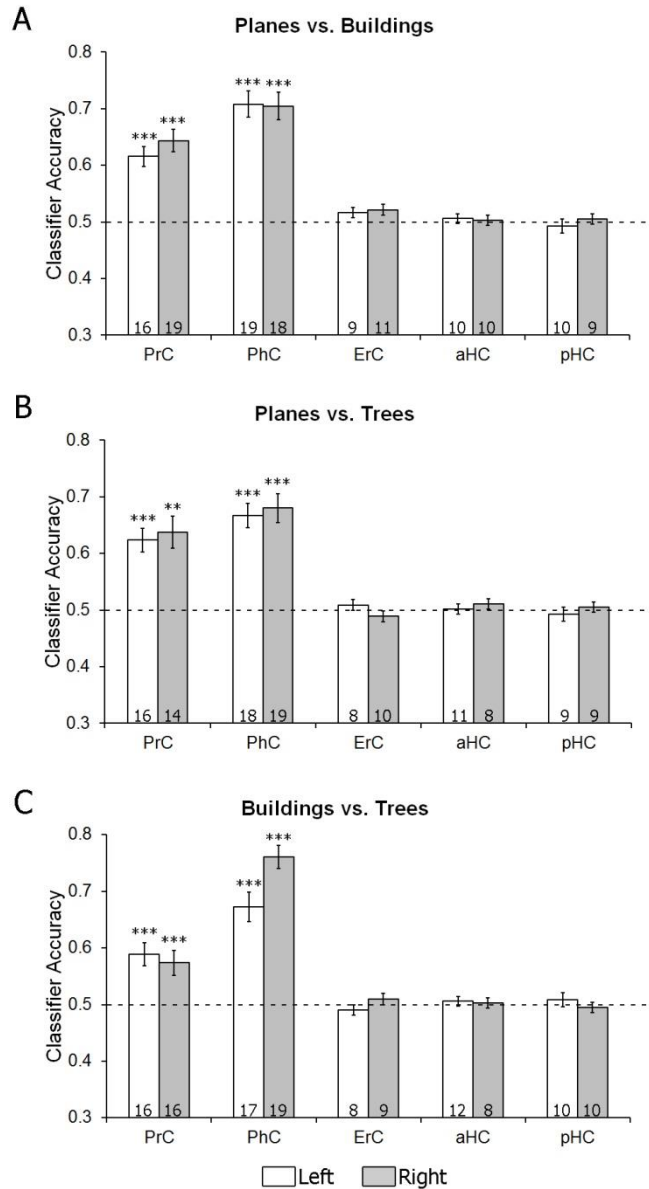 A
Planes vs. Buildings
Classifier Accuracy
0.8
0.7
0.6
0.5
0.4
0.3
*** *** *** ***
16 19 19 18 9 11 10 10 10 9
PrC PhC ErC aHC pHC
B
Planes vs. Trees
Classifier Accuracy
0.8
0.7
0.6
0.5
0.4
0.3
*** ** *** ***
16 14 18 19 8 10 11 8 9 9
PrC PhC ErC aHC pHC
C
Buildings vs. Trees
Classifier Accuracy
0.8
0.7
0.6
0.5
0.4
0.3
*** *** *** ***
16 16 17 19 8 9 12 8 10 10
PrC PhC ErC aHC pHC
Left Right